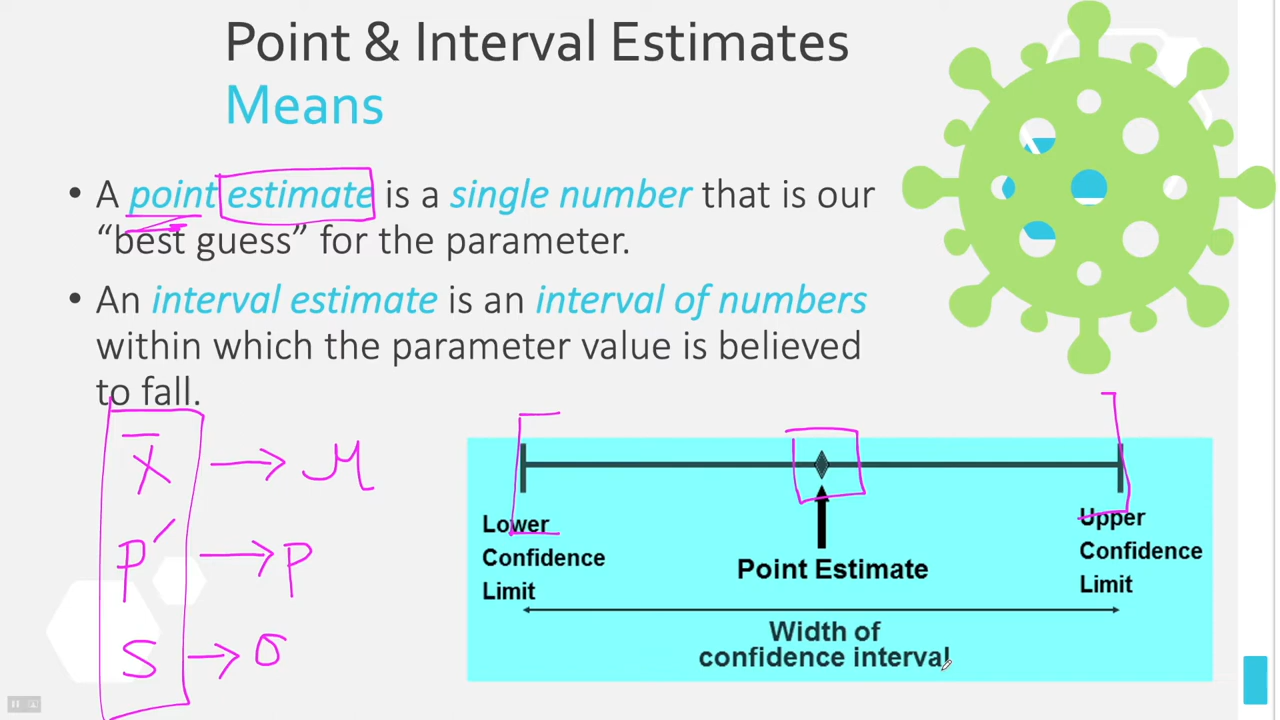 Point & Interval Estimates
Means
• A point estimate is a single number that is our
“best guess” for the parameter.
• An interval estimate is an interval of numbers
within which the parameter value is believed
to fall.
X̄ → μ
P′ → P
S → σ
Lower
Confidence
Limit
Point Estimate
Upper
Confidence
Limit
Width of
confidence interval